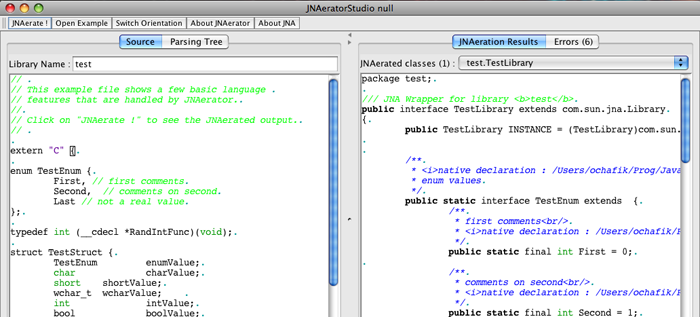 JNAeratorStudio null
JNAerate ! Open Example Switch Orientation About JNAerator About JNA
Source Parsing Tree
Library Name : test
// .
// This example file shows a few basic language .
// features that are handled by JNAerator..
//.
// Click on "JNAerate !" to see the JNAerated output..
// .
.
extern "C" {.
.
enum TestEnum {.
First, // first comments.
Second, // comments on second.
Last // not a real value.
};.
.
typedef int (__cdecl *RandIntFunc)(void);.
.
struct TestStruct {.
TestEnum enumValue;.
char charValue;.
short shortValue;.
wchar_t wcharValue; .
int intValue;.
bool boolValue;.
JNAeration Results Errors (6)
JNAerated classes (1) : test.TestLibrary
package test;.
.
/// JNA Wrapper for library <b>test</b>.
public interface TestLibrary extends com.sun.jna.Library.
{.
public TestLibrary INSTANCE = (TestLibrary)com.sun.
.
.
/**.
* <i>native declaration : /Users/ochafik/Prog/Java
* enum values.
*/.
public static interface TestEnum extends {.
/**.
* first comments<br/>.
* <i>native declaration : /Users/ochafik/
*/.
public static final int First = 0;.
.
/**.
* comments on second<br/>.
* <i>native declaration : /Users/ochafik/
*/.
public static final int Second = 1;.